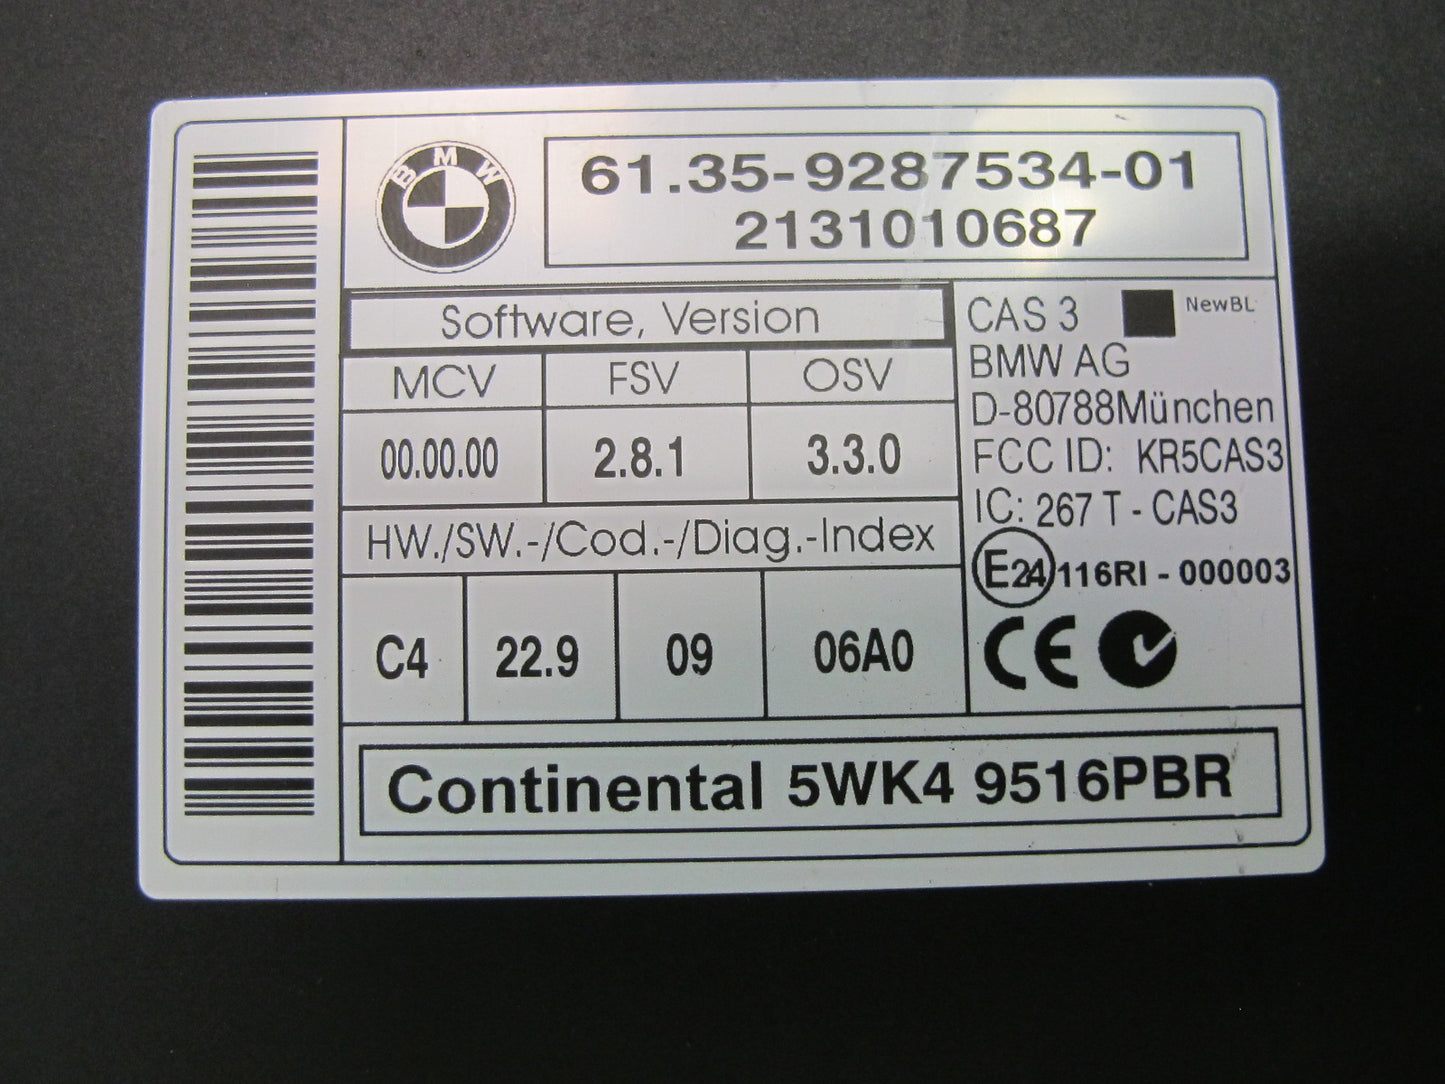 BMW
61.35-9287534-01
2131010687
Software, Version
MCV FSV OSV
00.00.00 2.8.1 3.3.0
HW./SW.-/Cod.-/Diag.-Index
C4 22.9 09 06A0
CAS 3 NewBL
BMW AG
D-80788München
FCC ID: KR5CAS3
IC: 267 T - CAS3
E24 116RI - 000003
CE
Continental 5WK4 9516PBR